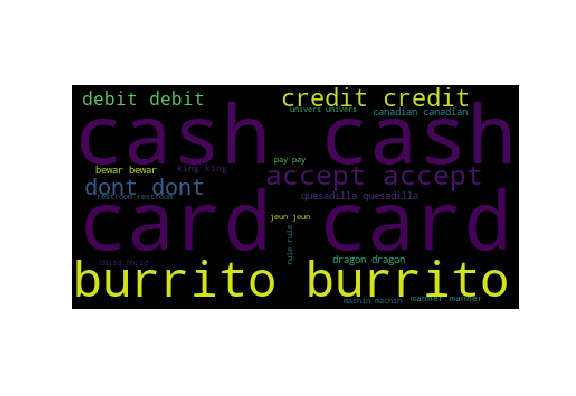 debit debit credit credit
univers univers canadian canadian
cash cash
pay pay
bewar bewar king king accept accept
dont dont
restroom restroom quesadilla quesadilla
card card
jeun jeun
rule rule
child child dragon dragon
burrito burrito
machin machin manner manner